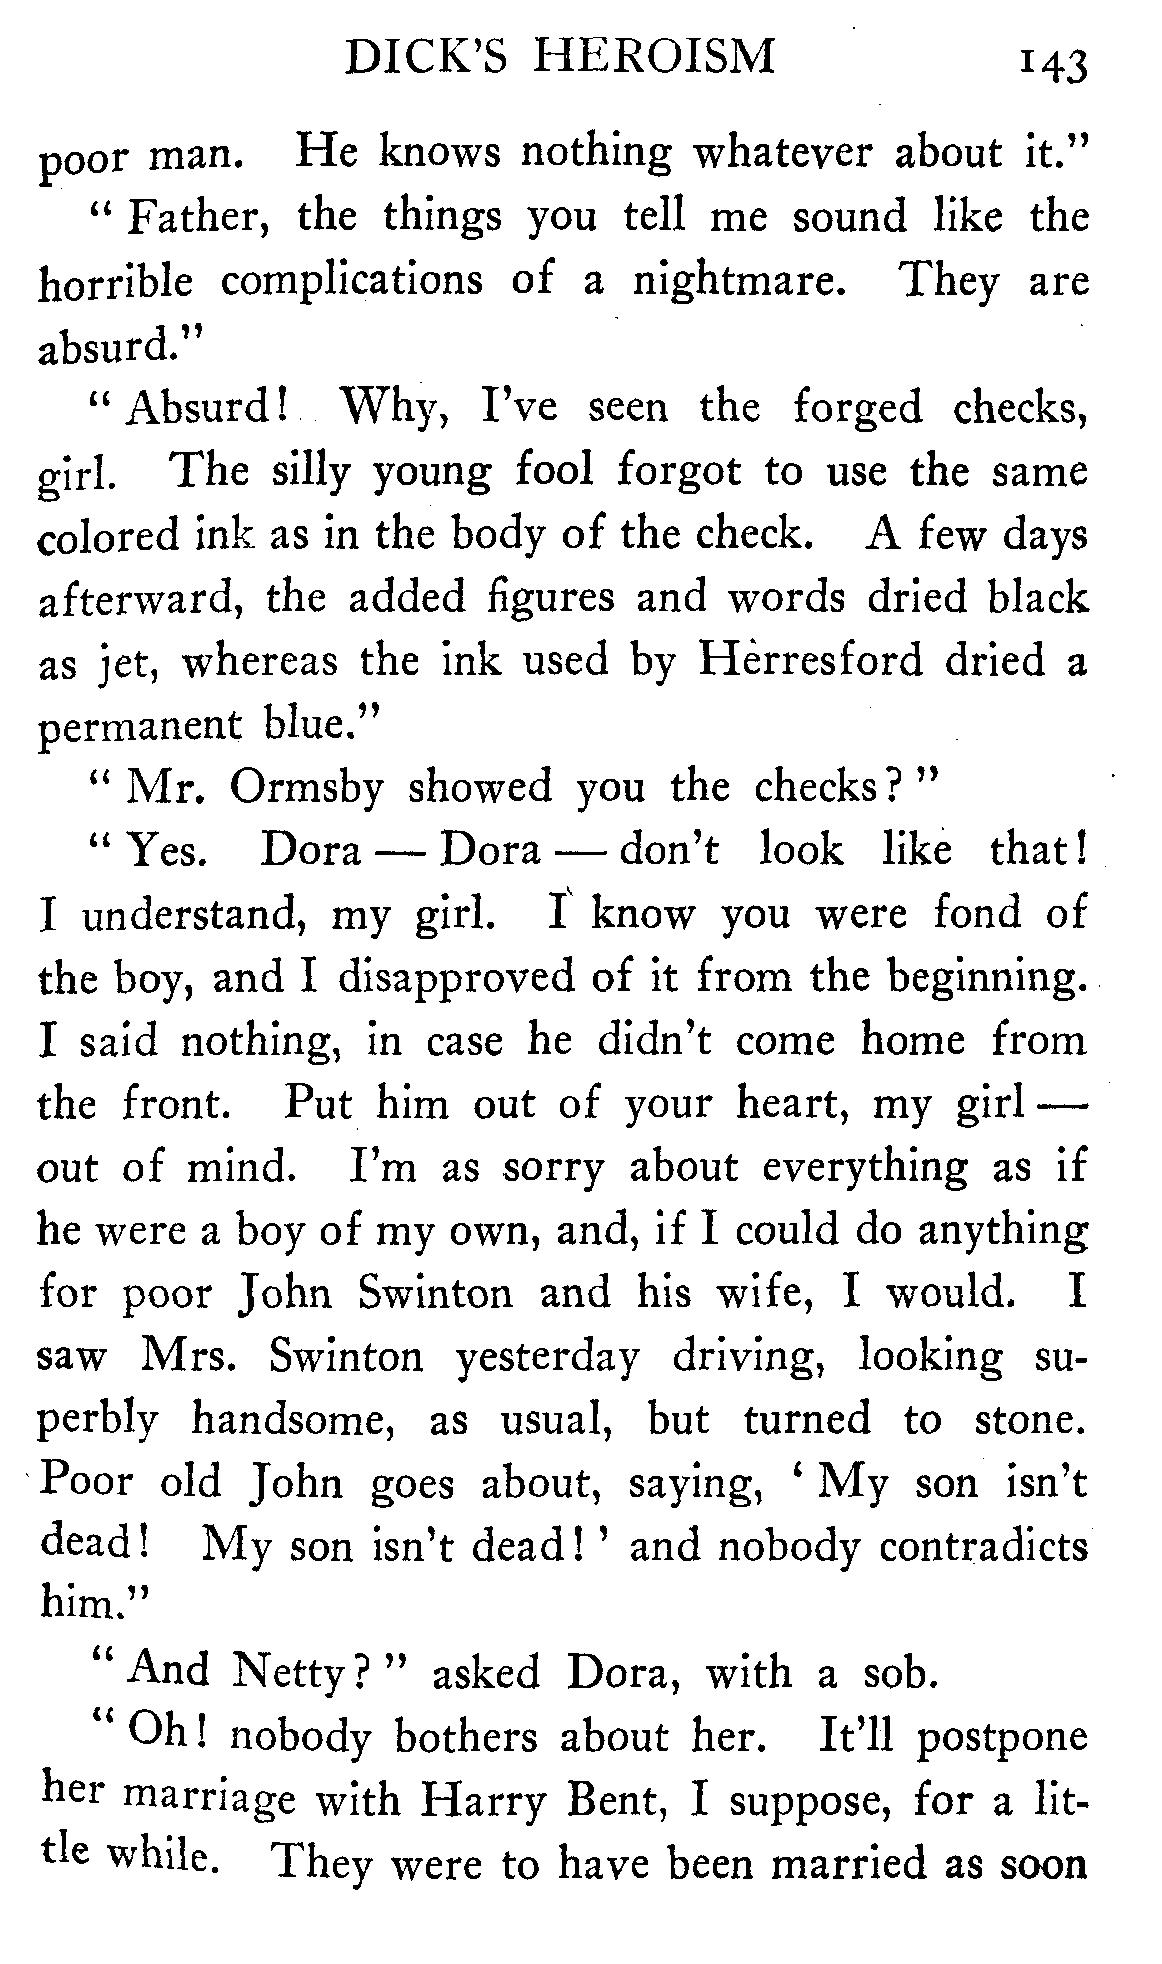 DICK'S HEROISM 143
poor man. He knows nothing whatever about it."
" Father, the things you tell me sound like the
horrible complications of a nightmare. They are
absurd."
" Absurd! Why, I've seen the forged checks,
girl. The silly young fool forgot to use the same
colored ink as in the body of the check. A few days
afterward, the added figures and words dried black
as jet, whereas the ink used by Herresford dried a
permanent blue."
" Mr. Ormsby showed you the checks? "
" Yes. Dora — Dora — don't look like that!
I understand, my girl. I know you were fond of
the boy, and I disapproved of it from the beginning.
I said nothing, in case he didn't come home from
the front. Put him out of your heart, my girl —
out of mind. I'm as sorry about everything as if
he were a boy of my own, and, if I could do anything
for poor John Swinton and his wife, I would. I
saw Mrs. Swinton yesterday driving, looking su-
perbly handsome, as usual, but turned to stone.
Poor old John goes about, saying, ' My son isn't
dead! My son isn't dead! ' and nobody contradicts
him."
" And Netty? " asked Dora, with a sob.
" Oh! nobody bothers about her. It'll postpone
her marriage with Harry Bent, I suppose, for a lit-
tle while. They were to have been married as soon